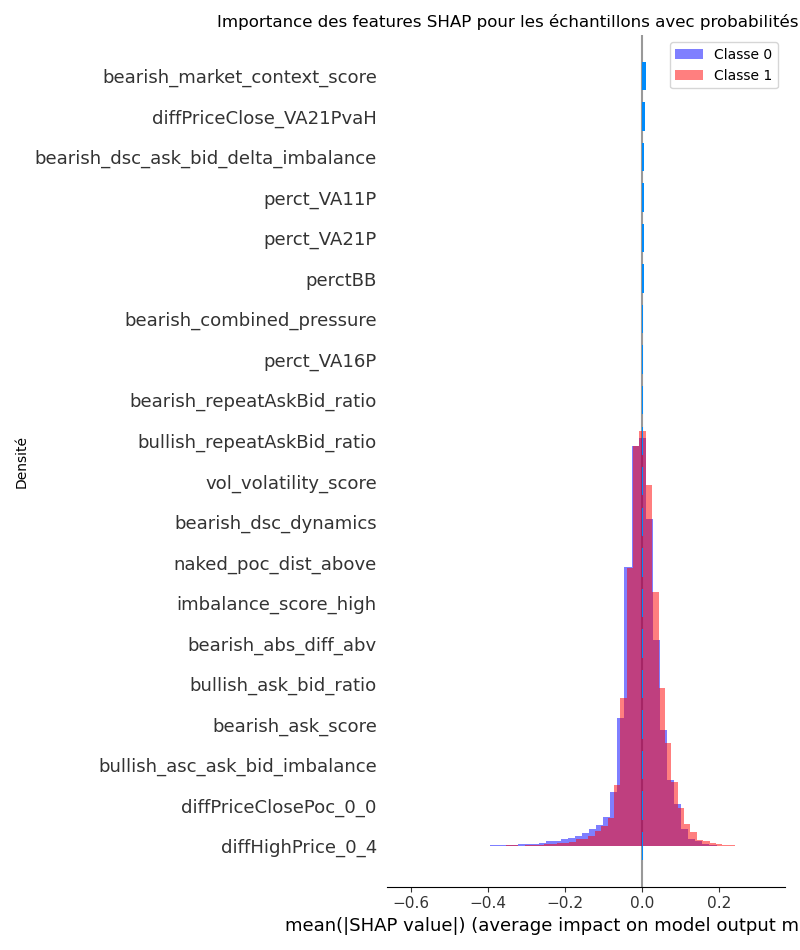 Importance des features SHAP pour les échantillons avec probabilités
Classe 0
Classe 1
bearish_market_context_score
diffPriceClose_VA21PvaH
bearish_dsc_ask_bid_delta_imbalance
perct_VA11P
perct_VA21P
perctBB
bearish_combined_pressure
perct_VA16P
bearish_repeatAskBid_ratio
bullish_repeatAskBid_ratio
vol_volatility_score
bearish_dsc_dynamics
naked_poc_dist_above
imbalance_score_high
bearish_abs_diff_abv
bullish_ask_bid_ratio
bearish_ask_score
bullish_asc_ask_bid_imbalance
diffPriceClosePoc_0_0
diffHighPrice_0_4
Densité
−0.6 −0.4 −0.2 0.0 0.2
mean(|SHAP value|) (average impact on model output m